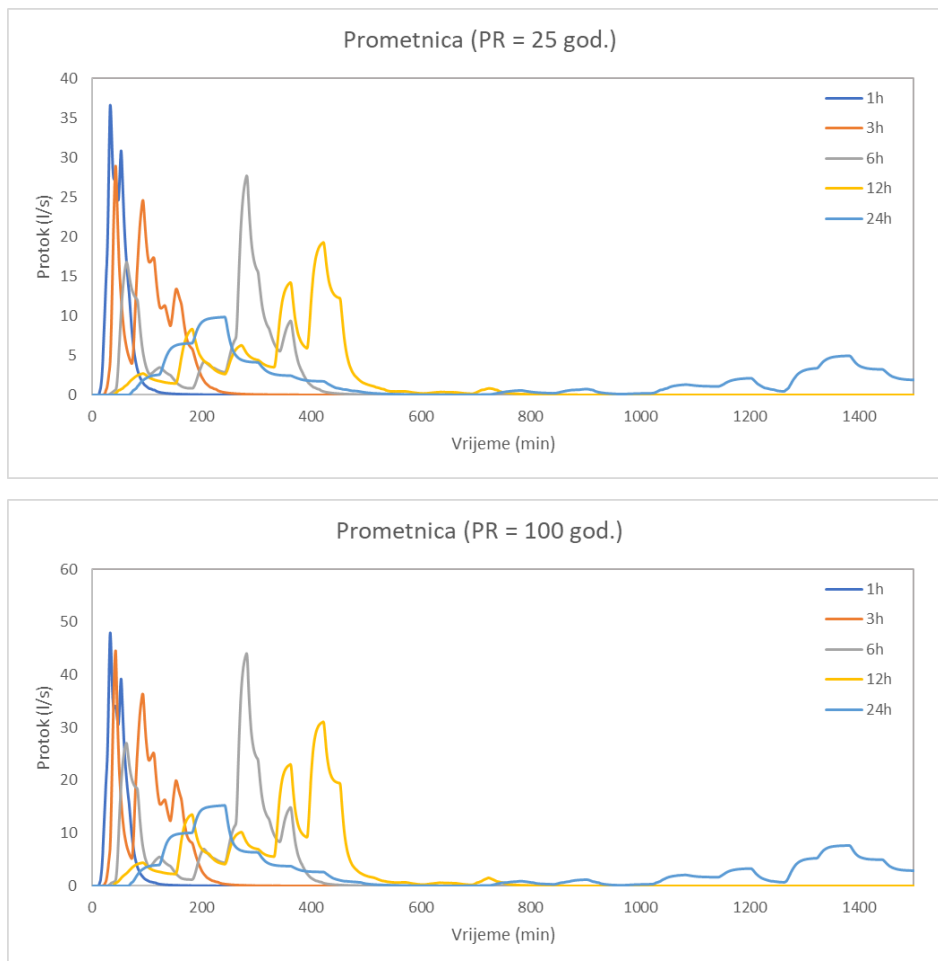 Prometnica (PR = 25 god.)
40
35
30
25
20
15
10
5
0
Protok (l/s)
0 200 400 600 800 1000 1200 1400
Vrijeme (min)
1h
3h
6h
12h
24h
Prometnica (PR = 100 god.)
60
50
40
30
20
10
0
Protok (l/s)
0 200 400 600 800 1000 1200 1400
Vrijeme (min)
1h
3h
6h
12h
24h